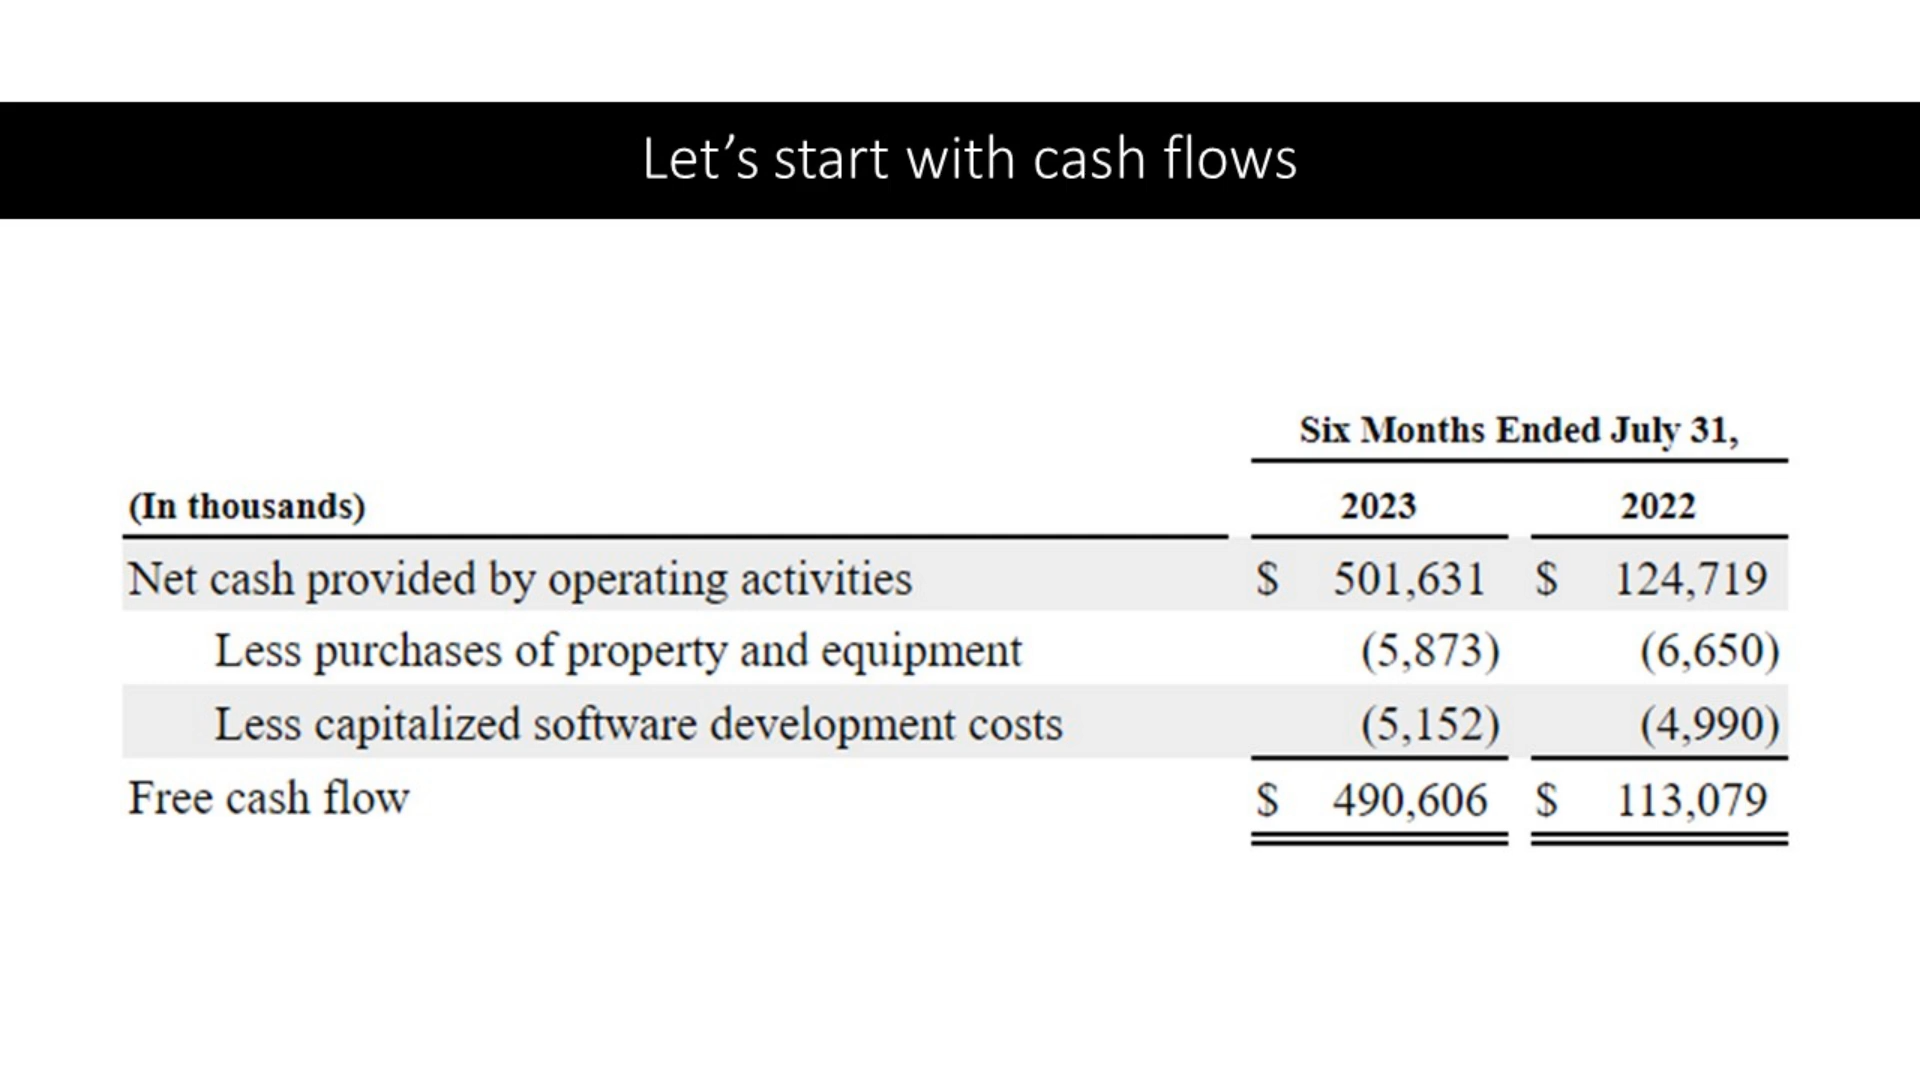 Let’s start with cash flows
Six Months Ended July 31,
(In thousands) 2023 2022
Net cash provided by operating activities $ 501,631 $ 124,719
Less purchases of property and equipment (5,873) (6,650)
Less capitalized software development costs (5,152) (4,990)
Free cash flow $ 490,606 $ 113,079